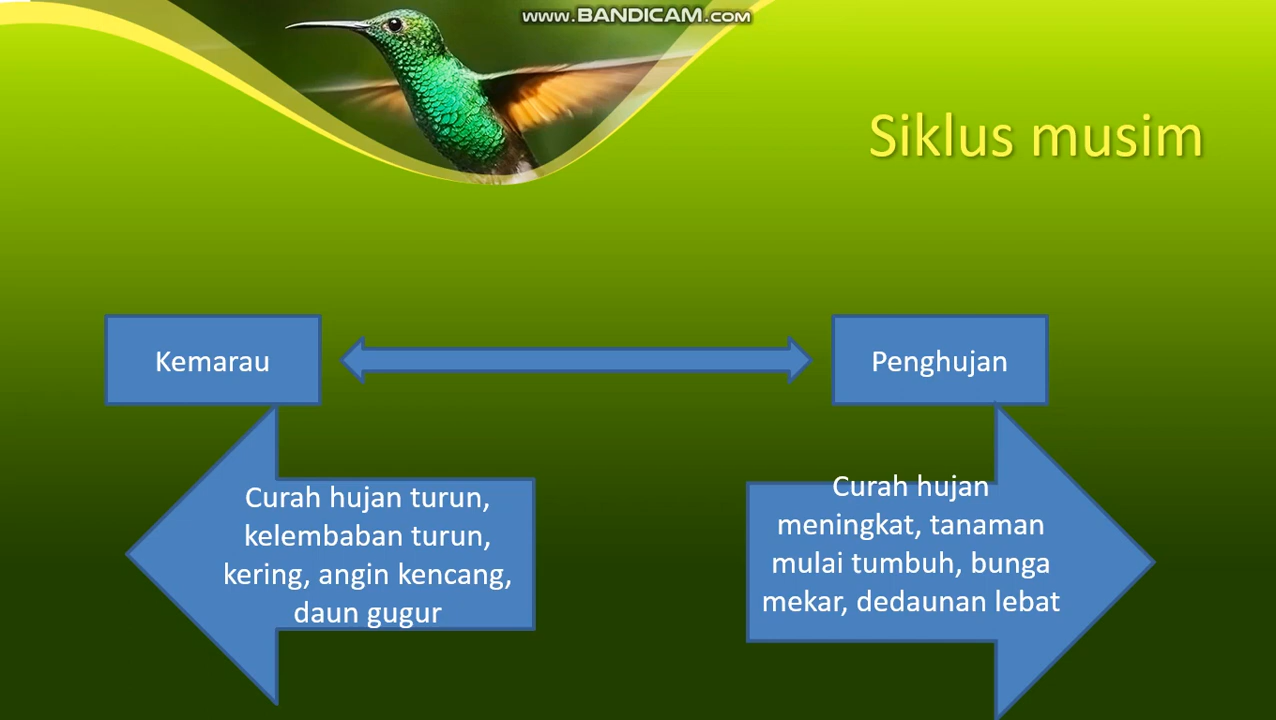 www.BANDICAM.com
Siklus musim
Kemarau
Penghujan
Curah hujan turun,
kelembaban turun,
kering, angin kencang,
daun gugur
Curah hujan
meningkat, tanaman
mulai tumbuh, bunga
mekar, dedaunan lebat